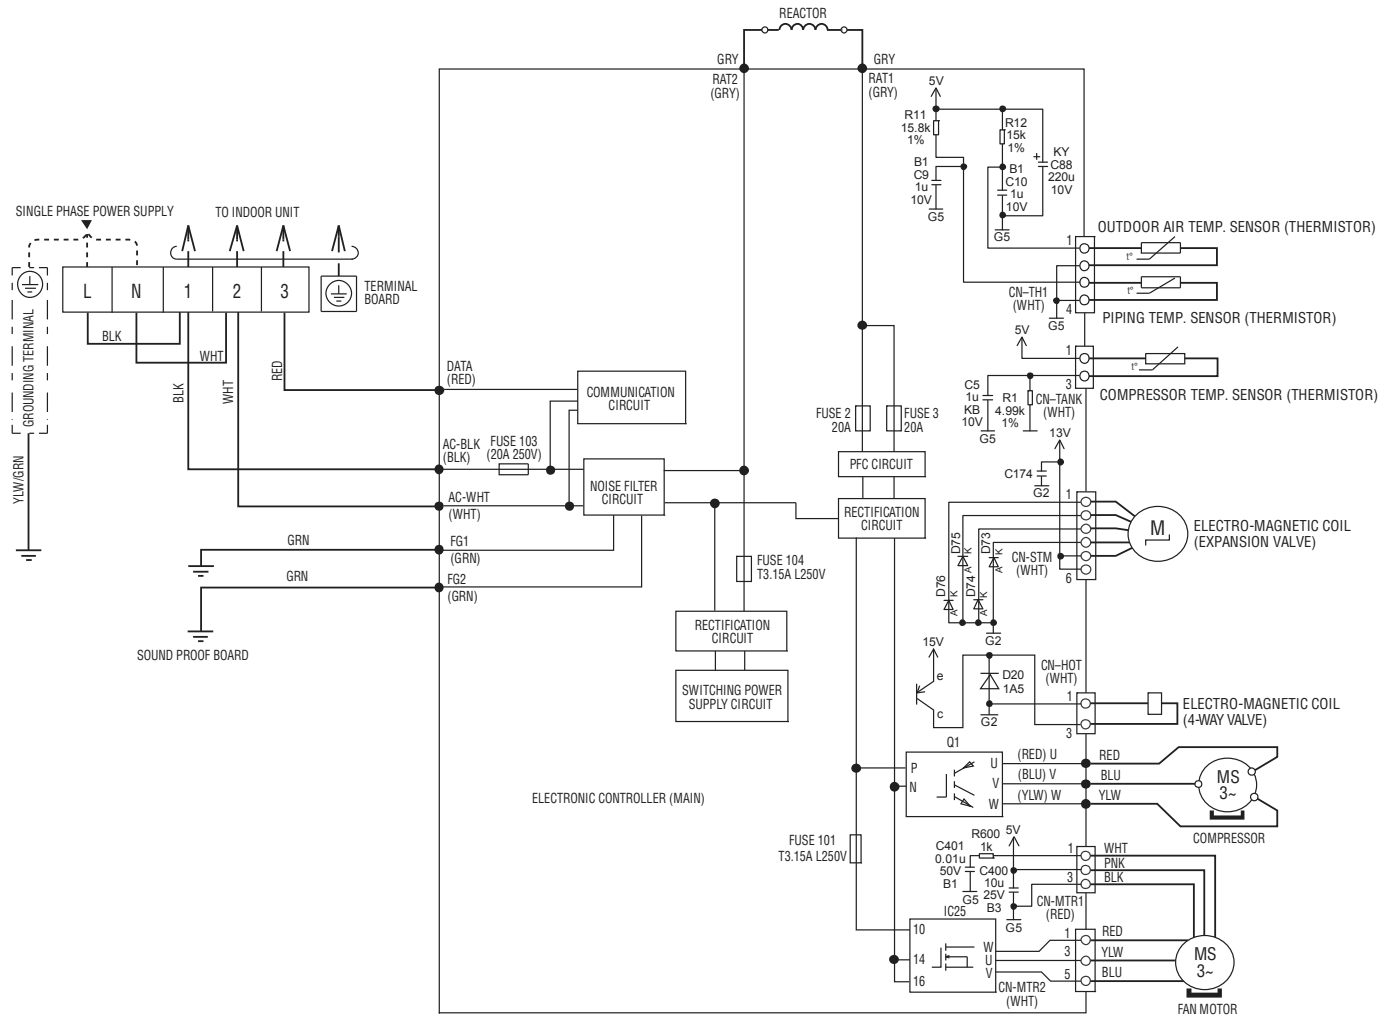 REACTOR
GRY
GRY
RAT2
(GRY)
RAT1
(GRY)
5V
R11
15.8k
1%
R12
15k
1%
B1
C9
1u
10V
G5
B1
C10
1u
10V
G5
+
KY
C88
220u
10V
SINGLE PHASE POWER SUPPLY
TO INDOOR UNIT
L
N
1
2
3
TERMINAL
BOARD
GROUNDING TERMINAL
YLW/GRN
BLK
WHT
BLK
WHT
RED
1
OUTDOOR AIR TEMP. SENSOR (THERMISTOR)
t°
CN–TH1
(WHT)
t°
4
G5
PIPING TEMP. SENSOR (THERMISTOR)
5V
1
t°
3
COMPRESSOR TEMP. SENSOR (THERMISTOR)
C5
1u
KB
10V
G5
R1
4.99k
1%
CN–TANK
(WHT)
DATA
(RED)
COMMUNICATION
CIRCUIT
AC-BLK
(BLK)
FUSE 103
(20A 250V)
NOISE FILTER
CIRCUIT
AC-WHT
(WHT)
FG1
(GRN)
FG2
(GRN)
GRN
GRN
SOUND PROOF BOARD
FUSE 2
20A
FUSE 3
20A
PFC CIRCUIT
RECTIFICATION
CIRCUIT
FUSE 104
T3.15A L250V
RECTIFICATION
CIRCUIT
SWITCHING POWER
SUPPLY CIRCUIT
13V
C174
G2
1
CN-STM
(WHT)
6
M
ELECTRO-MAGNETIC COIL
(EXPANSION VALVE)
D75
A K
D73
A K
D76
A K
D74
A K
G2
15V
e
c
D20
1A5
G2
CN–HOT
(WHT)
1
3
ELECTRO-MAGNETIC COIL
(4-WAY VALVE)
Q1
P
N
U
V
W
(RED) U
(BLU) V
(YLW) W
RED
BLU
YLW
MS
3~
COMPRESSOR
ELECTRONIC CONTROLLER (MAIN)
FUSE 101
T3.15A L250V
C401
0.01u
50V
B1
R600
1k
5V
G5
C400
10u
25V
B3
G5
1
3
WHT
PNK
BLK
CN-MTR1
(RED)
IC25
10
14
16
W
U
V
1
3
5
RED
YLW
BLU
CN-MTR2
(WHT)
MS
3~
FAN MOTOR